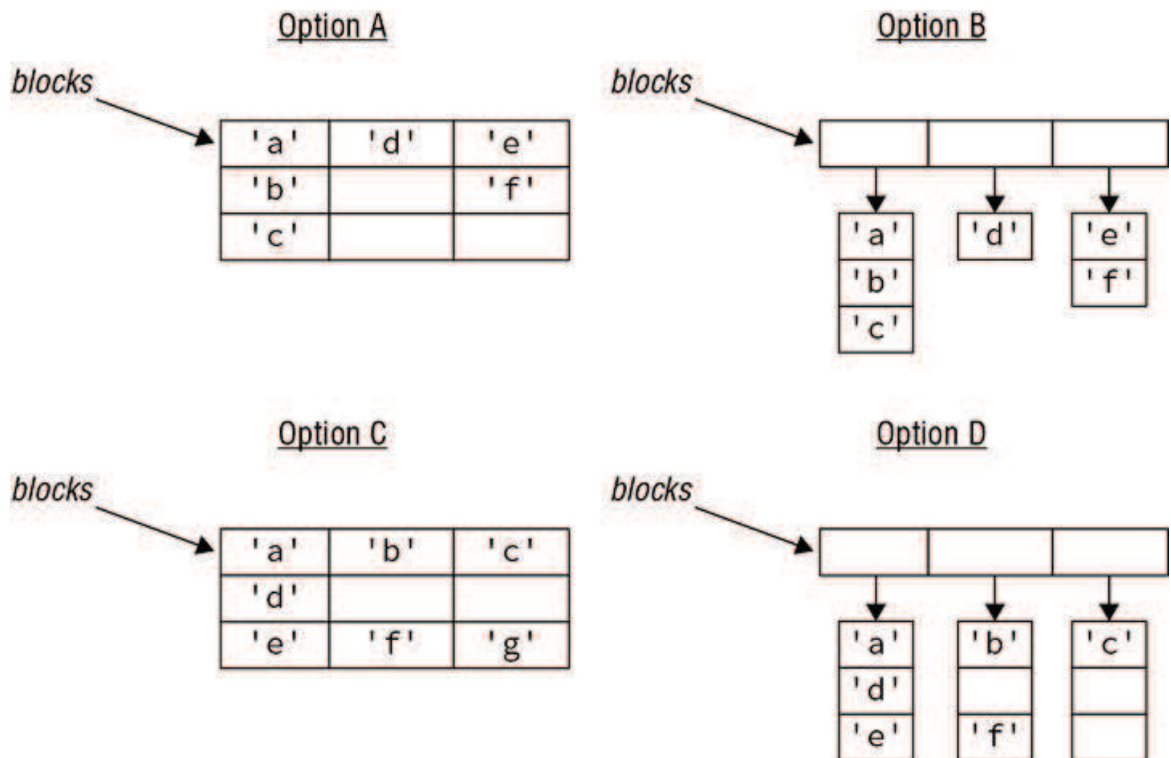 Option A
blocks
'a' 'd' 'e'
'b' 'f'
'c'
Option B
blocks
'a' 'd' 'e'
'b' 'f'
'c'
Option C
blocks
'a' 'b' 'c'
'd'
'e' 'f' 'g'
Option D
blocks
'a' 'b' 'c'
'd'
'e' 'f'